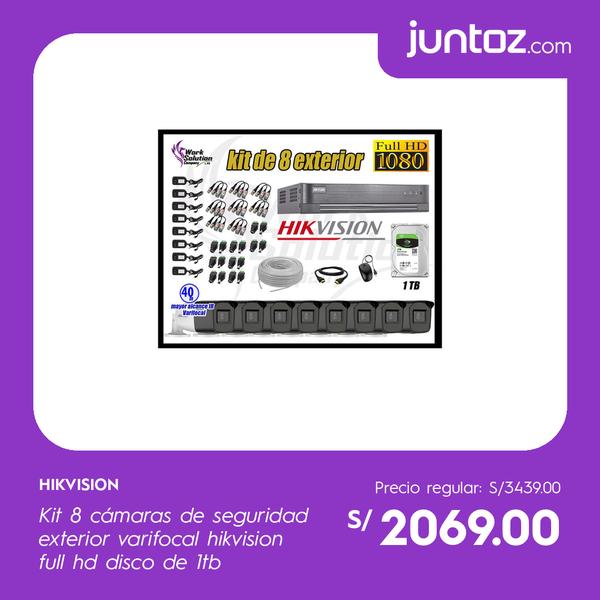 juntoz.com
Work
Solution
Company
kit de 8 exterior
Full HD
1080
HIKVISION
1 TB
40
mayor alcance IR
Varifocal
HIKVISION
Kit 8 cámaras de seguridad
exterior varifocal hikvision
full hd disco de 1tb
Precio regular: S/3439.00
S/ 2069.00